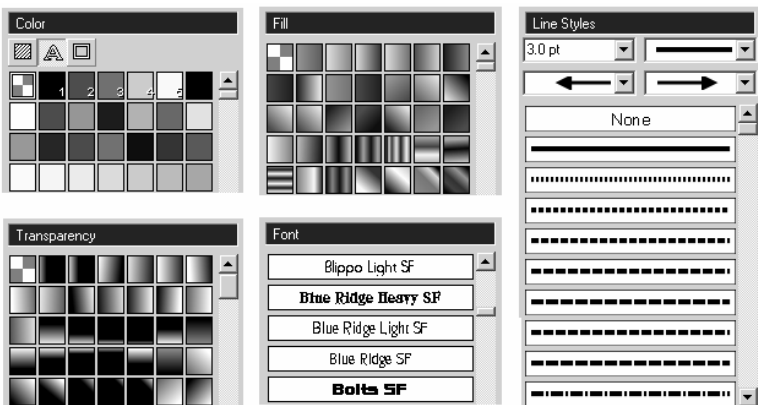 Color
1 2 3 4 5
Fill
Line Styles
3.0 pt
None
Transparency
Font
Blippo Light SF
Blue Ridge Heavy SF
Blue Ridge Light SF
Blue Ridge SF
Bolts SF